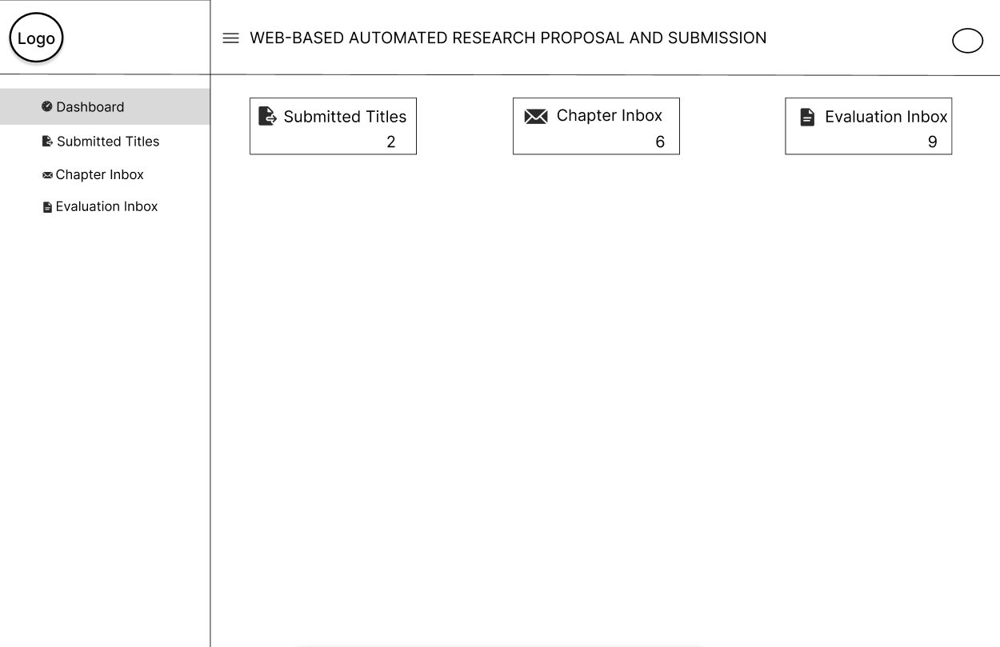 Logo
WEB-BASED AUTOMATED RESEARCH PROPOSAL AND SUBMISSION
Dashboard
Submitted Titles
Chapter Inbox
Evaluation Inbox
Submitted Titles
2
Chapter Inbox
6
Evaluation Inbox
9